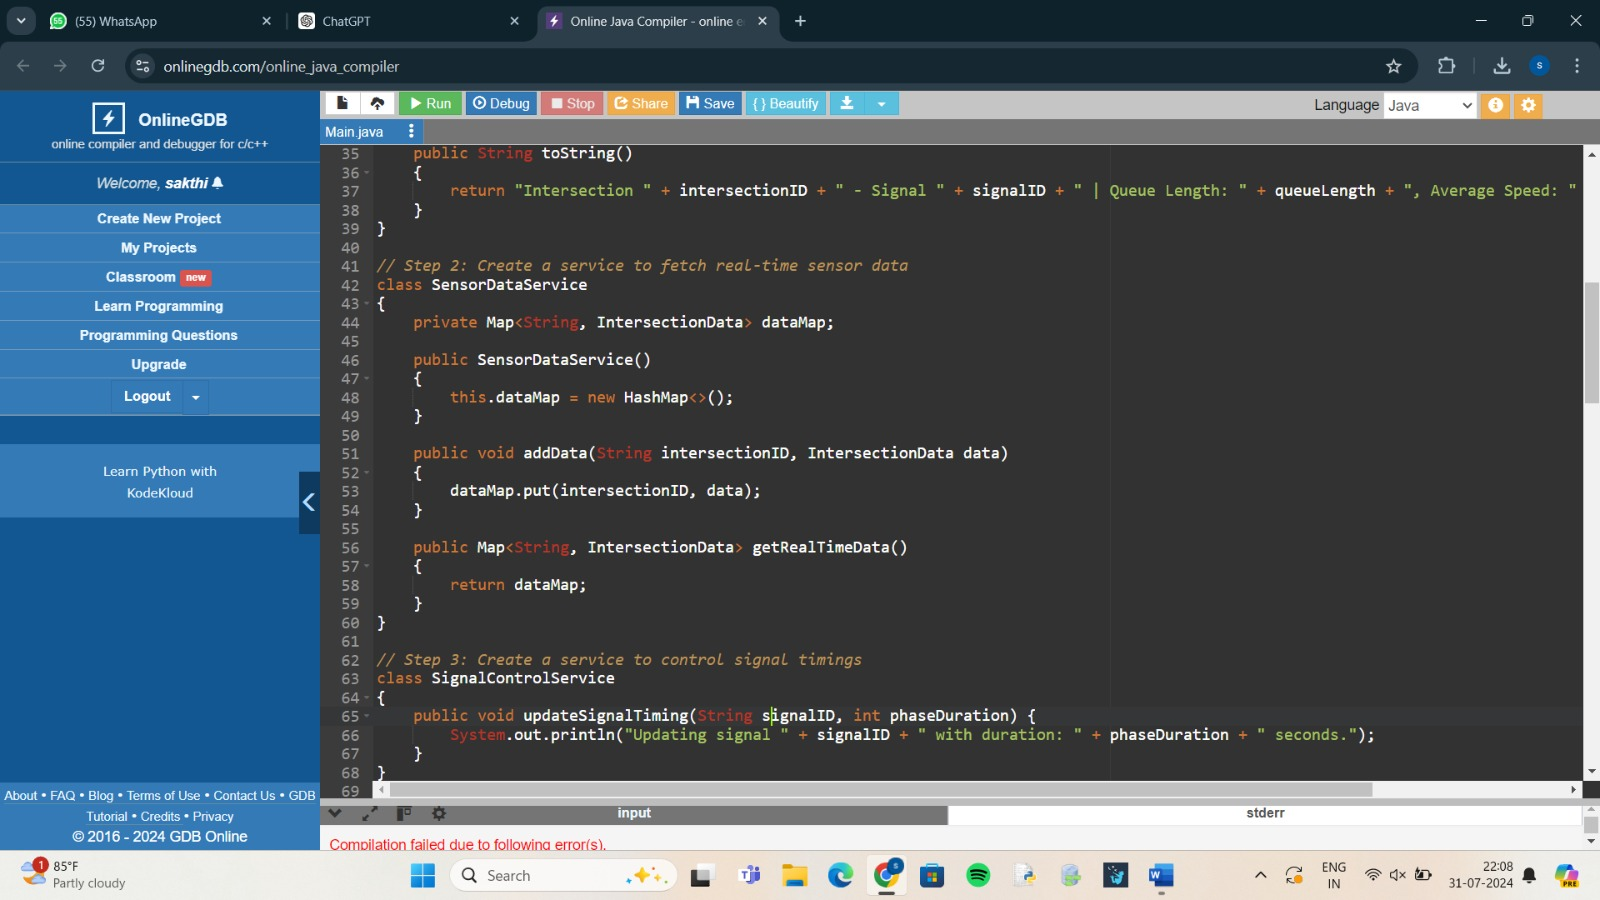 (55) WhatsApp
ChatGPT
Online Java Compiler - online e
onlinegdb.com/online_java_compiler
S
OnlineGDB
online compiler and debugger for c/c++
Welcome, sakthi
Create New Project
My Projects
Classroom new
Learn Programming
Programming Questions
Upgrade
Logout
Learn Python with
KodeKloud
About • FAQ • Blog • Terms of Use • Contact Us • GDB
Tutorial • Credits • Privacy
© 2016 - 2024 GDB Online
Run Debug Stop Share Save { } Beautify
Language Java
Main.java
35 public String toString()
36 {
37 return "Intersection " + intersectionID + " - Signal " + signalID + " | Queue Length: " + queueLength + ", Average Speed: "
38 }
39 }
40
41 // Step 2: Create a service to fetch real-time sensor data
42 class SensorDataService
43 {
44 private Map<String, IntersectionData> dataMap;
45
46 public SensorDataService()
47 {
48 this.dataMap = new HashMap<>();
49 }
50
51 public void addData(String intersectionID, IntersectionData data)
52 {
53 dataMap.put(intersectionID, data);
54 }
55
56 public Map<String, IntersectionData> getRealTimeData()
57 {
58 return dataMap;
59 }
60 }
61
62 // Step 3: Create a service to control signal timings
63 class SignalControlService
64 {
65 public void updateSignalTiming(String signalID, int phaseDuration) {
66 System.out.println("Updating signal " + signalID + " with duration: " + phaseDuration + " seconds.");
67 }
68 }
69
input
stderr
Compilation failed due to following error(s).
1
85°F
Partly cloudy
Search
ENG
IN
22:08
31-07-2024
PRE